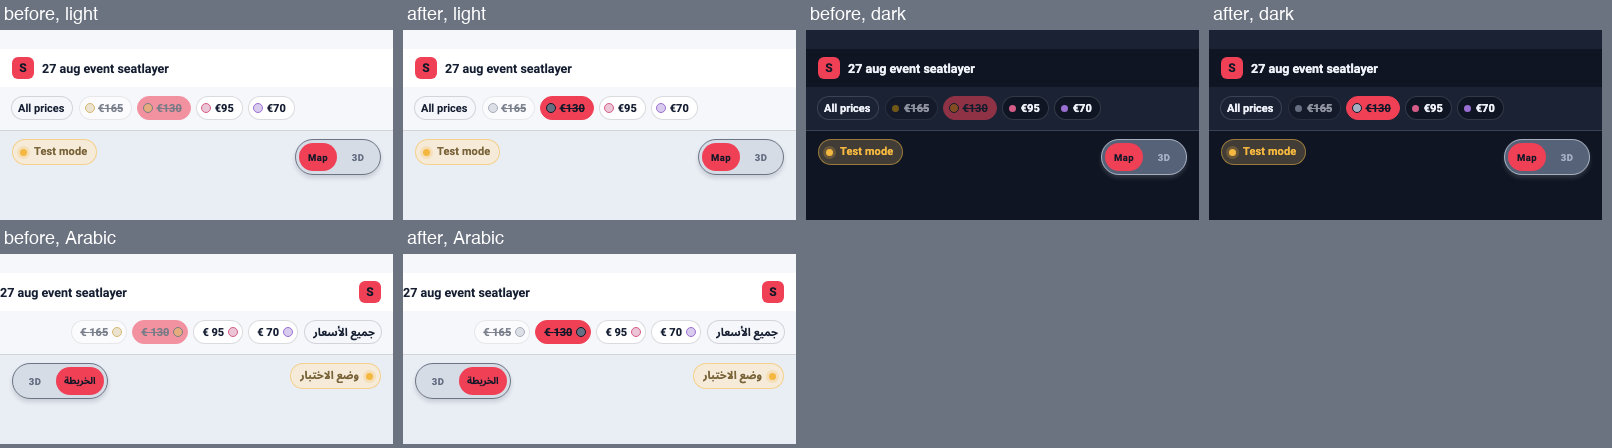 before, light
S 27 aug event seatlayer
All prices €165 €130 €95 €70
Test mode Map 3D
after, light
S 27 aug event seatlayer
All prices €165 €130 €95 €70
Test mode Map 3D
before, dark
S 27 aug event seatlayer
All prices €165 €130 €95 €70
Test mode Map 3D
after, dark
S 27 aug event seatlayer
All prices €165 €130 €95 €70
Test mode Map 3D
before, Arabic
27 aug event seatlayer S
€ 165 € 130 € 95 € 70 جميع الأسعار
3D الخريطة وضع الاختبار
after, Arabic
27 aug event seatlayer S
€ 165 € 130 € 95 € 70 جميع الأسعار
3D الخريطة وضع الاختبار